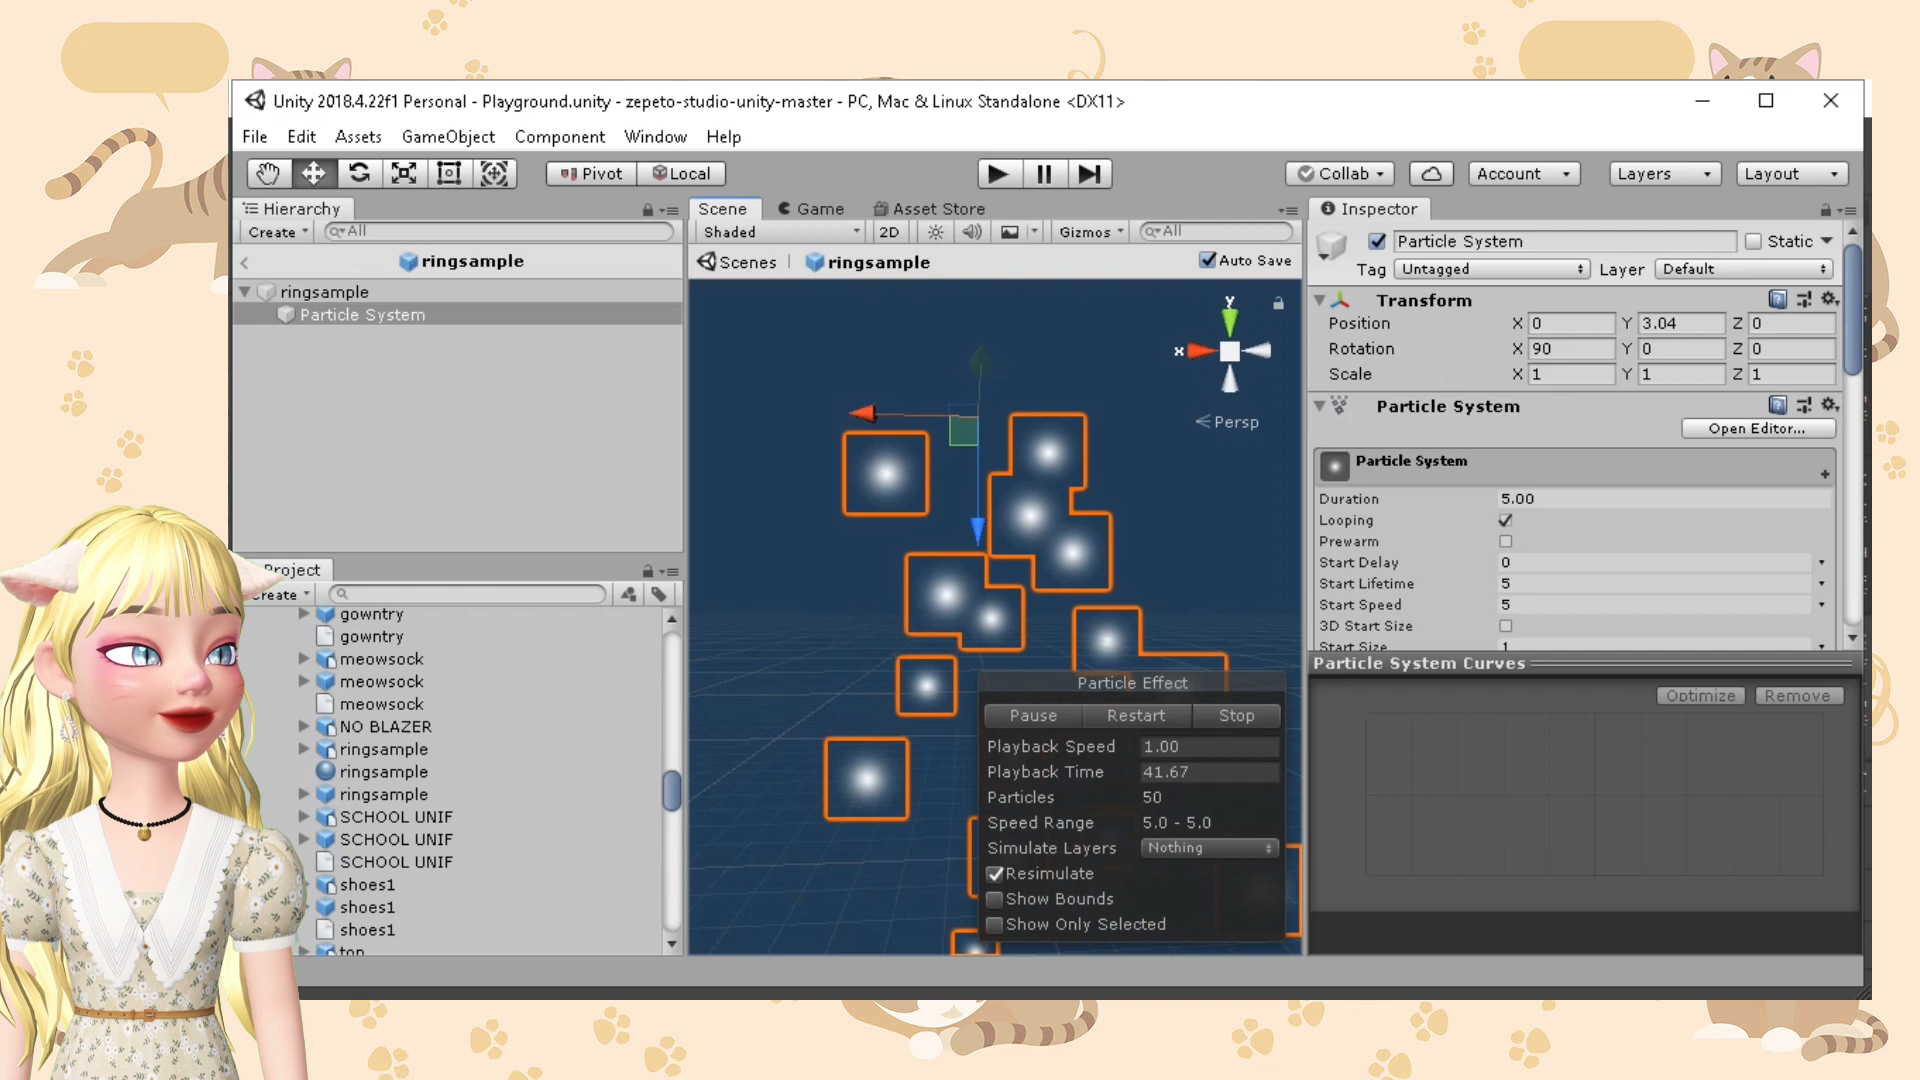 Unity 2018.4.22f1 Personal - Playground.unity - zepeto-studio-unity-master - PC, Mac & Linux Standalone <DX11>
File Edit Assets GameObject Component Window Help
Pivot Local Collab Account Layers Layout
Hierarchy
Create All
ringsample
ringsample
Particle System
Project
Create
gowntry
gowntry
meowsock
meowsock
meowsock
NO BLAZER
ringsample
ringsample
ringsample
SCHOOL UNIF
SCHOOL UNIF
SCHOOL UNIF
shoes1
shoes1
shoes1
top
Scene Game Asset Store
Shaded 2D Gizmos All
Scenes ringsample Auto Save
y
x
Persp
Particle Effect
Pause Restart Stop
Playback Speed 1.00
Playback Time 41.67
Particles 50
Speed Range 5.0 - 5.0
Simulate Layers Nothing
Resimulate
Show Bounds
Show Only Selected
Inspector
Particle System Static
Tag Untagged Layer Default
Transform
Position X 0 Y 3.04 Z 0
Rotation X 90 Y 0 Z 0
Scale X 1 Y 1 Z 1
Particle System
Open Editor...
Particle System
Duration 5.00
Looping
Prewarm
Start Delay 0
Start Lifetime 5
Start Speed 5
3D Start Size
Start Size 1
Particle System Curves
Optimize Remove